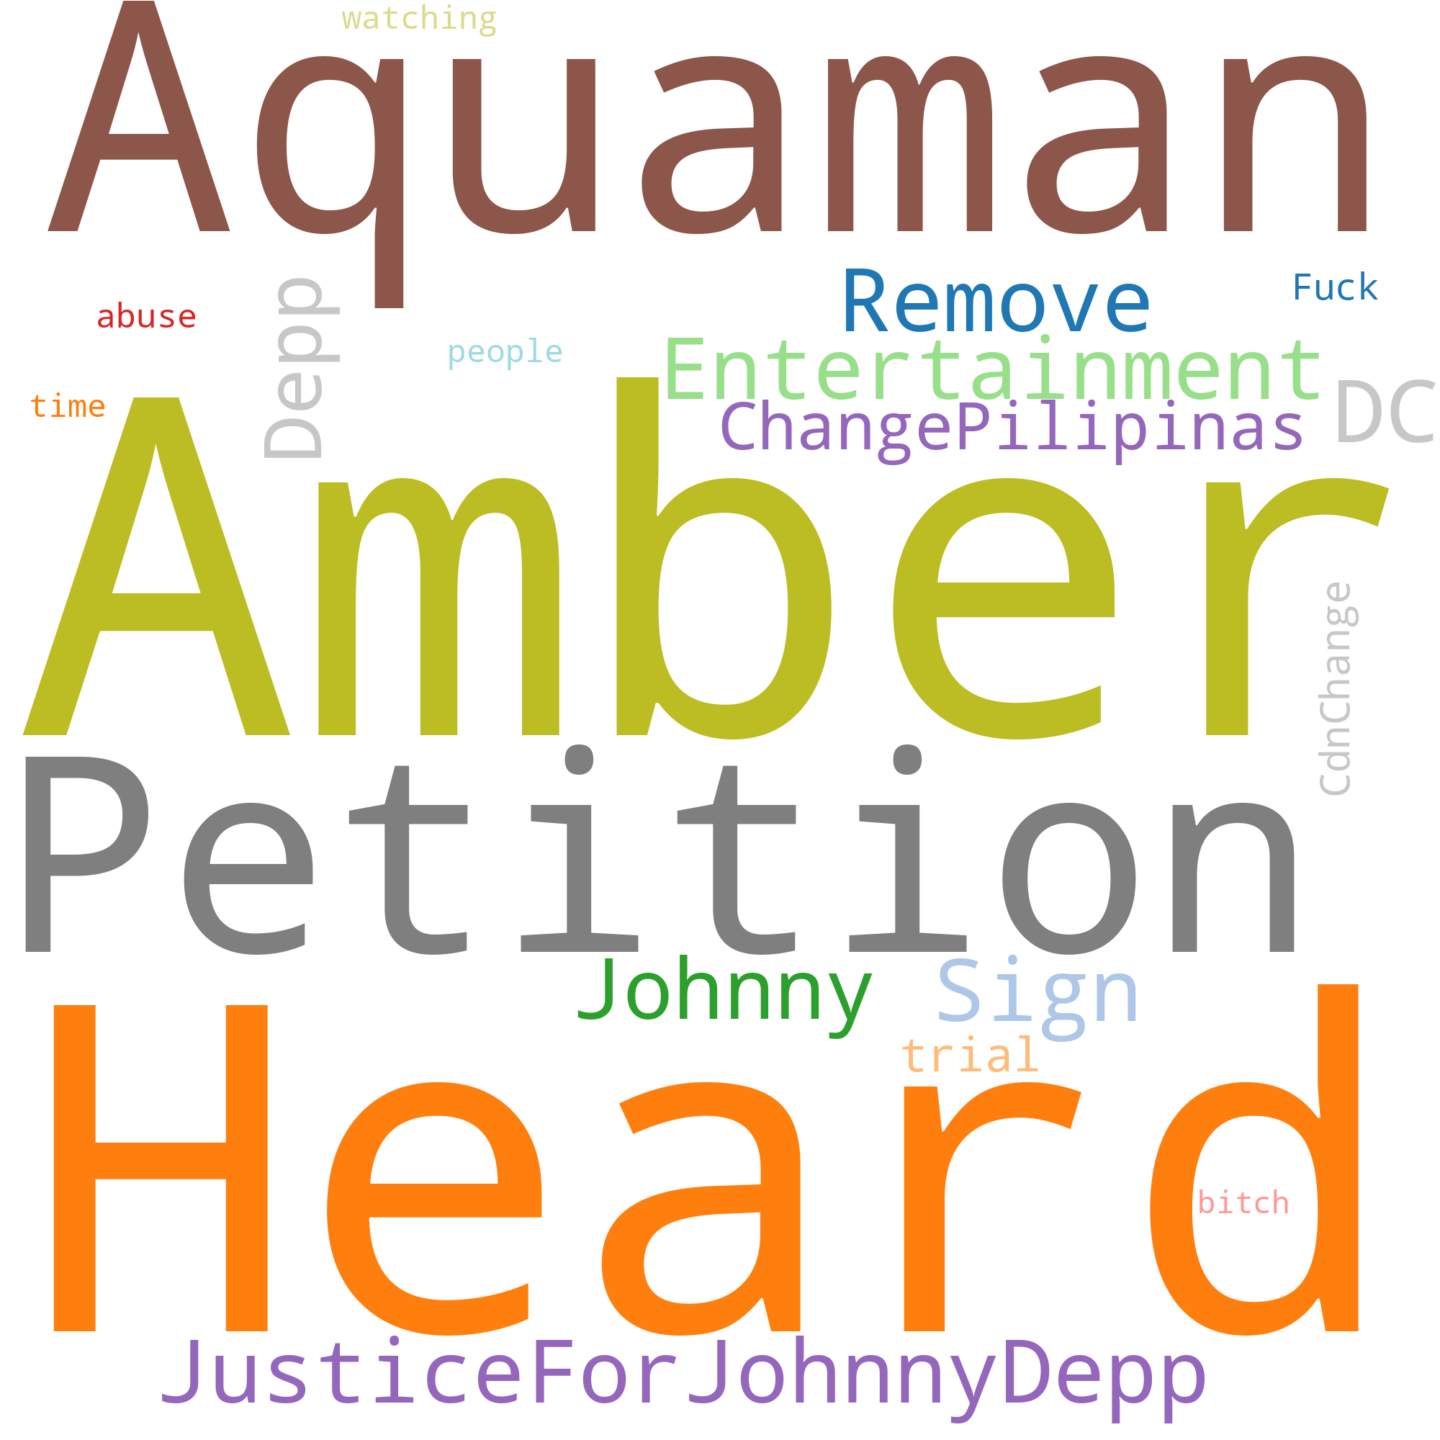 watching
Aquaman
Remove
Fuck
abuse
Depp
people
Entertainment
time
ChangePilipinas
DC
Amber
CdnChange
Petition
Johnny
Sign
trial
Heard
bitch
JusticeForJohnnyDepp